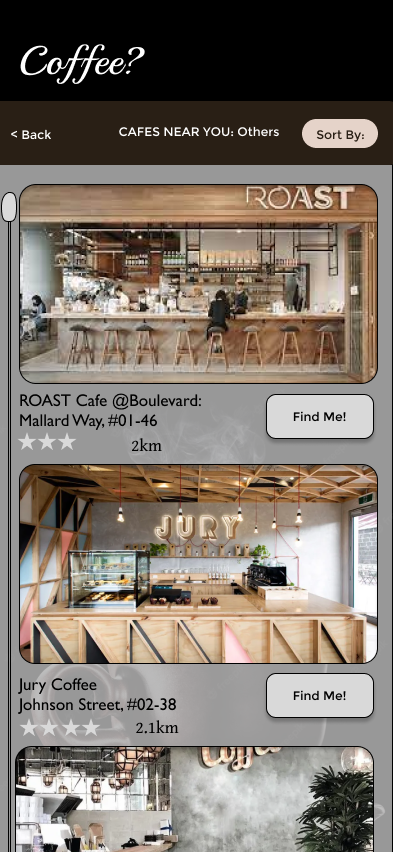 Coffee?
< Back
CAFES NEAR YOU: Others
Sort By:
ROAST
ROAST Cafe @Boulevard:
Mallard Way, #01-46
Find Me!
2km
JURY
Jury Coffee
Johnson Street, #02-38
Find Me!
2.1km